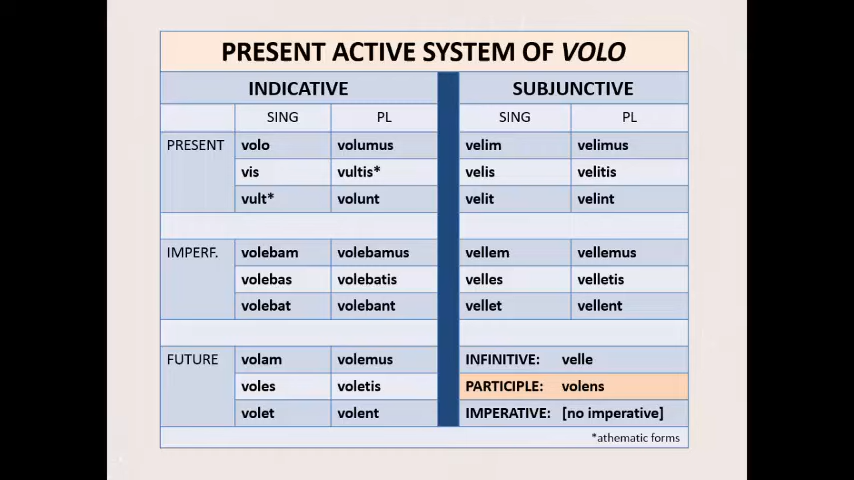 PRESENT ACTIVE SYSTEM OF VOLO
INDICATIVE SUBJUNCTIVE
SING PL SING PL
PRESENT volo volumus velim velimus
vis vultis* velis velitis
vult* volunt velit velint
IMPERF. volebam volebamus vellem vellemus
volebas volebatis velles velletis
volebat volebant vellet vellent
FUTURE volam volemus INFINITIVE: velle
voles voletis PARTICIPLE: volens
volet volent IMPERATIVE: [no imperative]
*athematic forms